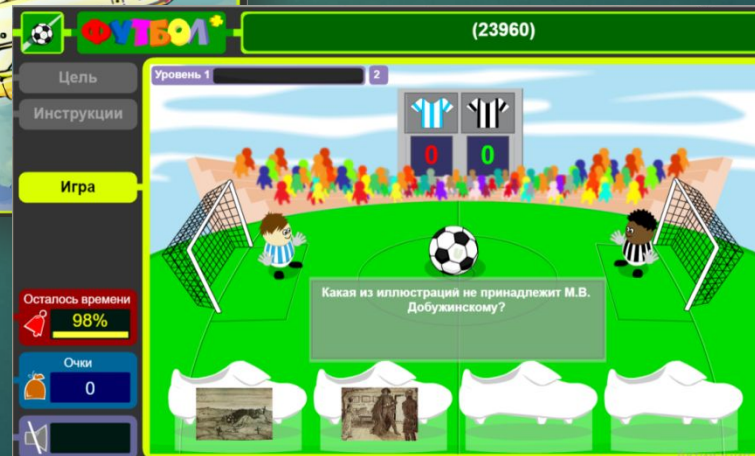 ФУТБОЛ+
(23960)
Цель
Инструкции
Игра
Уровень 1
2
0 0
Какая из иллюстраций не принадлежит М.В.
Добужинскому?
Осталось времени
98%
Очки
0